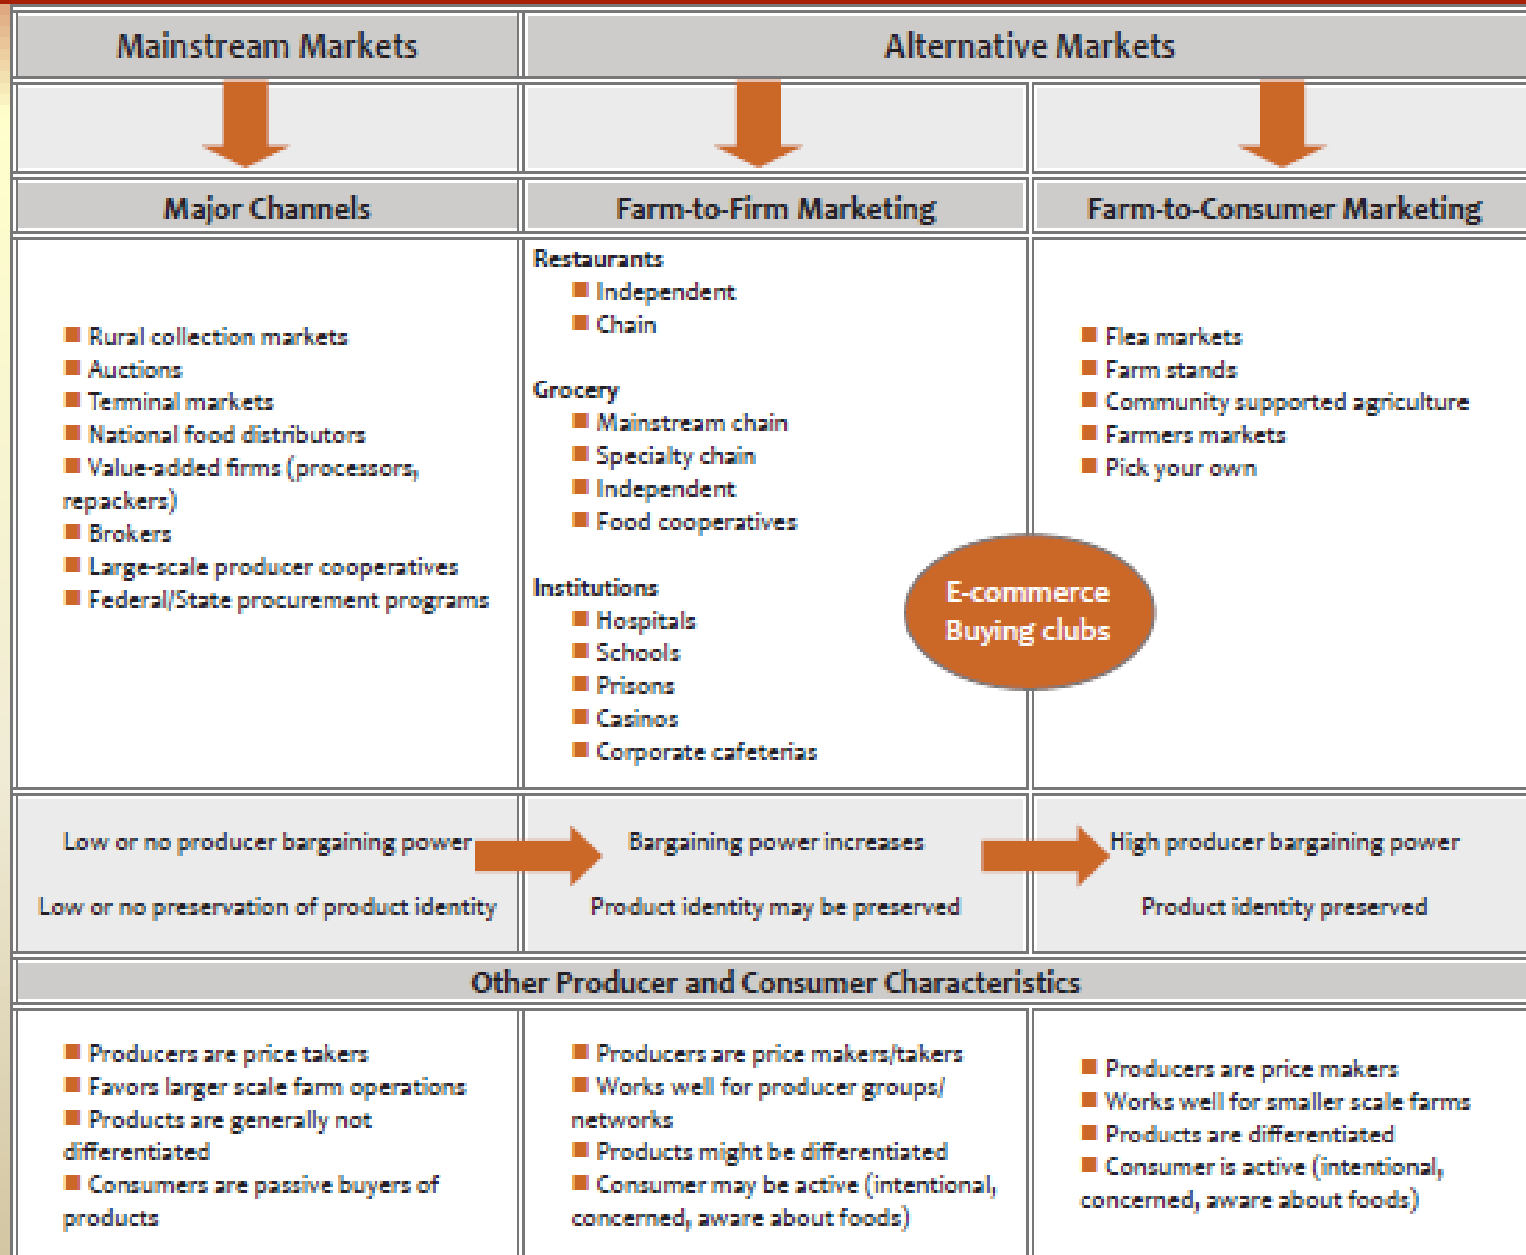 Mainstream Markets
Alternative Markets
Major Channels
Farm-to-Firm Marketing
Farm-to-Consumer Marketing
■ Rural collection markets
■ Auctions
■ Terminal markets
■ National food distributors
■ Value-added firms (processors,
repackers)
■ Brokers
■ Large-scale producer cooperatives
■ Federal/State procurement programs
Restaurants
■ Independent
■ Chain
Grocery
■ Mainstream chain
■ Specialty chain
■ Independent
■ Food cooperatives
Institutions
■ Hospitals
■ Schools
■ Prisons
■ Casinos
■ Corporate cafeterias
■ Flea markets
■ Farm stands
■ Community supported agriculture
■ Farmers markets
■ Pick your own
E-commerce
Buying clubs
Low or no producer bargaining power
Low or no preservation of product identity
Bargaining power increases
Product identity may be preserved
High producer bargaining power
Product identity preserved
Other Producer and Consumer Characteristics
■ Producers are price takers
■ Favors larger scale farm operations
■ Products are generally not
differentiated
■ Consumers are passive buyers of
products
■ Producers are price makers/takers
■ Works well for producer groups/
networks
■ Products might be differentiated
■ Consumer may be active (intentional,
concerned, aware about foods)
■ Producers are price makers
■ Works well for smaller scale farms
■ Products are differentiated
■ Consumer is active (intentional,
concerned, aware about foods)